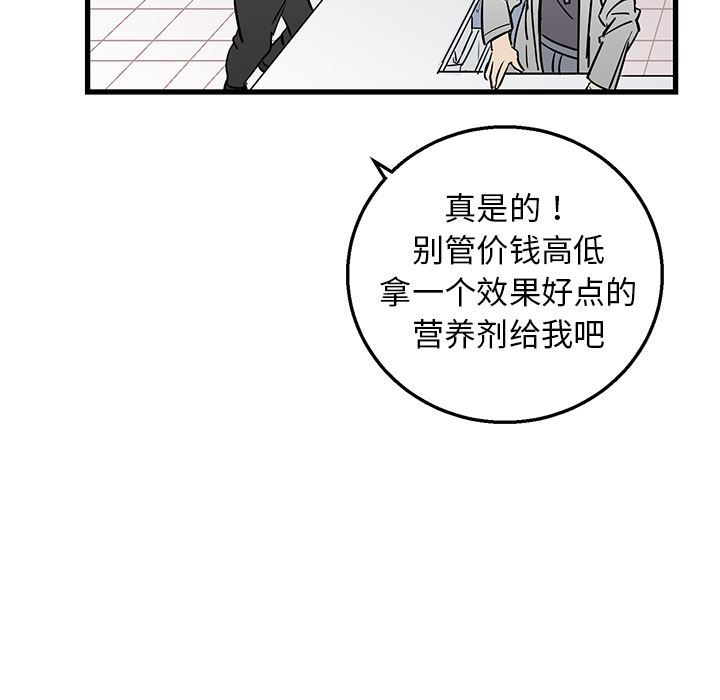 真是的！
别管价钱高低
拿一个效果好点的
营养剂给我吧